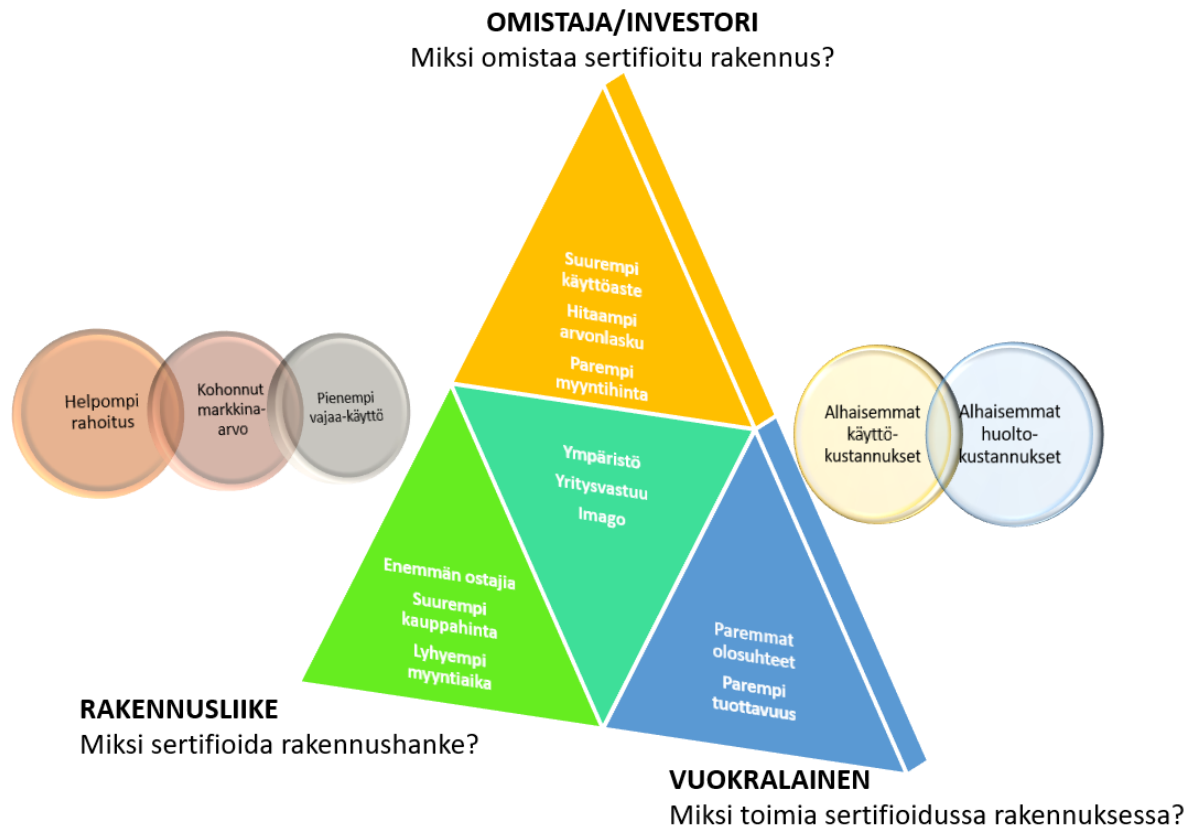 OMISTAJA/INVESTORI
Miksi omistaa sertifioitu rakennus?
Suurempi
käyttöaste
Hitaampi
arvonlasku
Parempi
myyntihinta
Helpompi
rahoitus
Kohonnut
markkina-
arvo
Pienempi
vajaa-käyttö
Alhaisemmat
käyttö-
kustannukset
Alhaisemmat
huolto-
kustannukset
Ympäristö
Yritysvastuu
Imago
Enemmän ostajia
Suurempi
kauppahinta
Lyhyempi
myyntiaika
Paremmat
olosuhteet
Parempi
tuottavuus
RAKENNUSLIIKE
Miksi sertifioida rakennushanke?
VUOKRALAINEN
Miksi toimia sertifioidussa rakennuksessa?